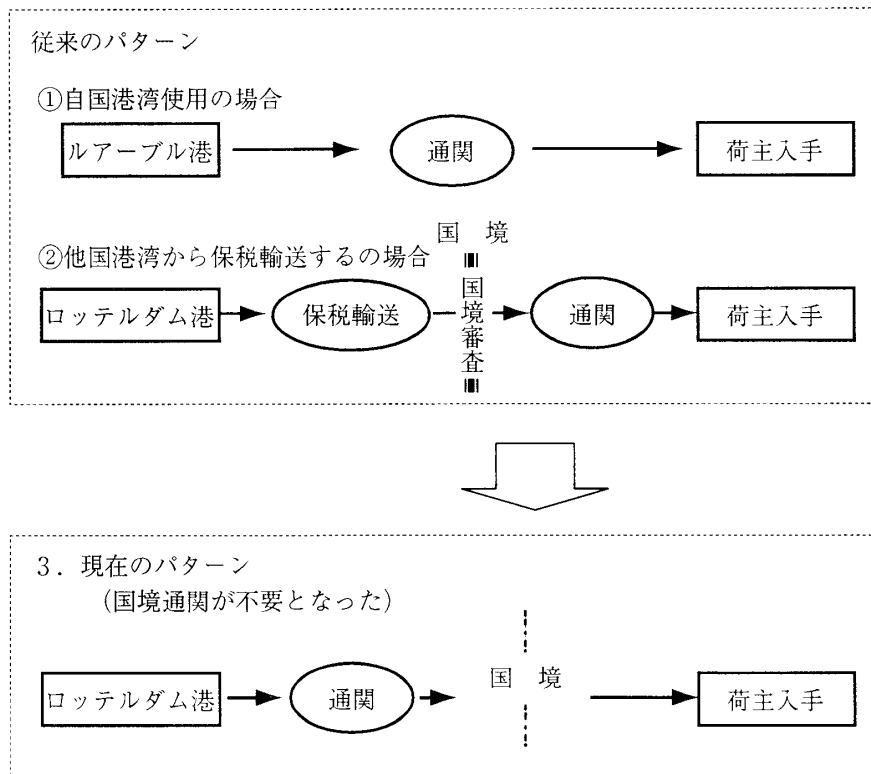 従来のパターン
①自国港湾使用の場合
ルアーブル港
通関
荷主入手
国 境
②他国港湾から保税輸送するの場合
ロッテルダム港
保税輸送
国境審査
通関
荷主入手
3．現在のパターン
（国境通関が不要となった）
ロッテルダム港
通関
国 境
荷主入手